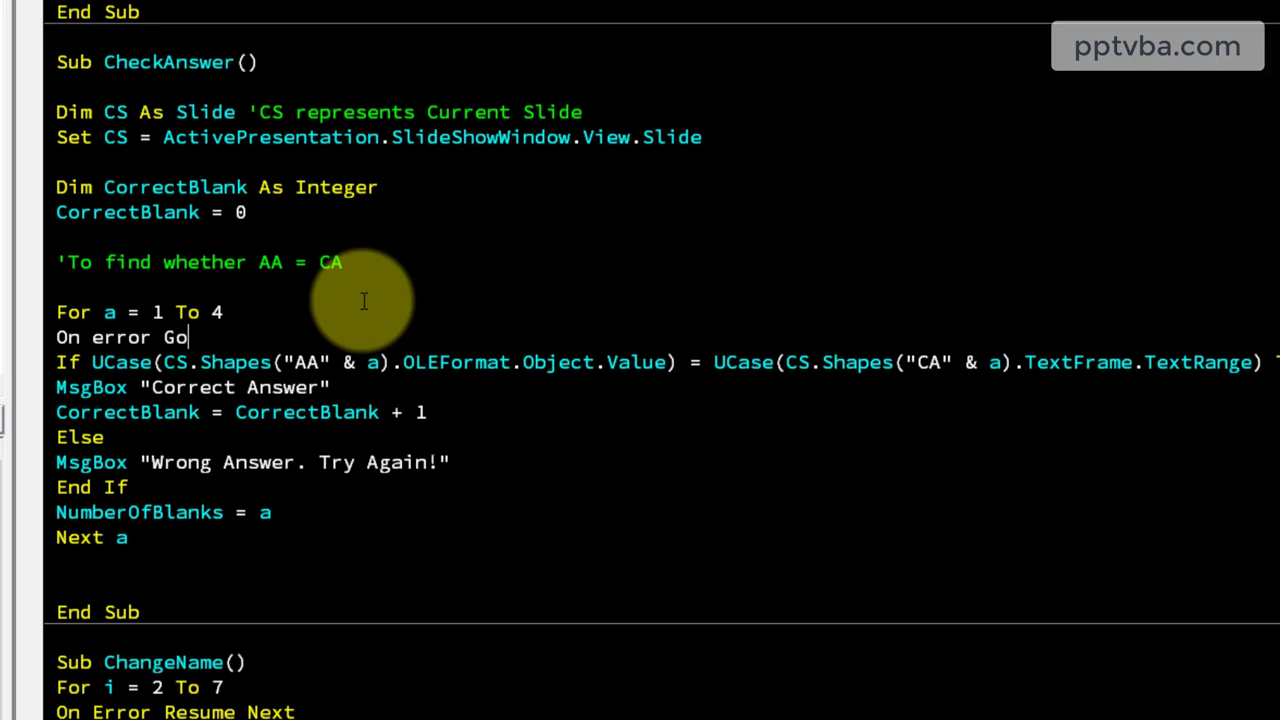 End Sub
pptvba.com
Sub CheckAnswer()
Dim CS As Slide 'CS represents Current Slide
Set CS = ActivePresentation.SlideShowWindow.View.Slide
Dim CorrectBlank As Integer
CorrectBlank = 0
'To find whether AA = CA
For a = 1 To 4
On error Go
If UCase(CS.Shapes("AA" & a).OLEFormat.Object.Value) = UCase(CS.Shapes("CA" & a).TextFrame.TextRange)
MsgBox "Correct Answer"
CorrectBlank = CorrectBlank + 1
Else
MsgBox "Wrong Answer. Try Again!"
End If
NumberOfBlanks = a
Next a
End Sub
Sub ChangeName()
For i = 2 To 7
On Error Resume Next